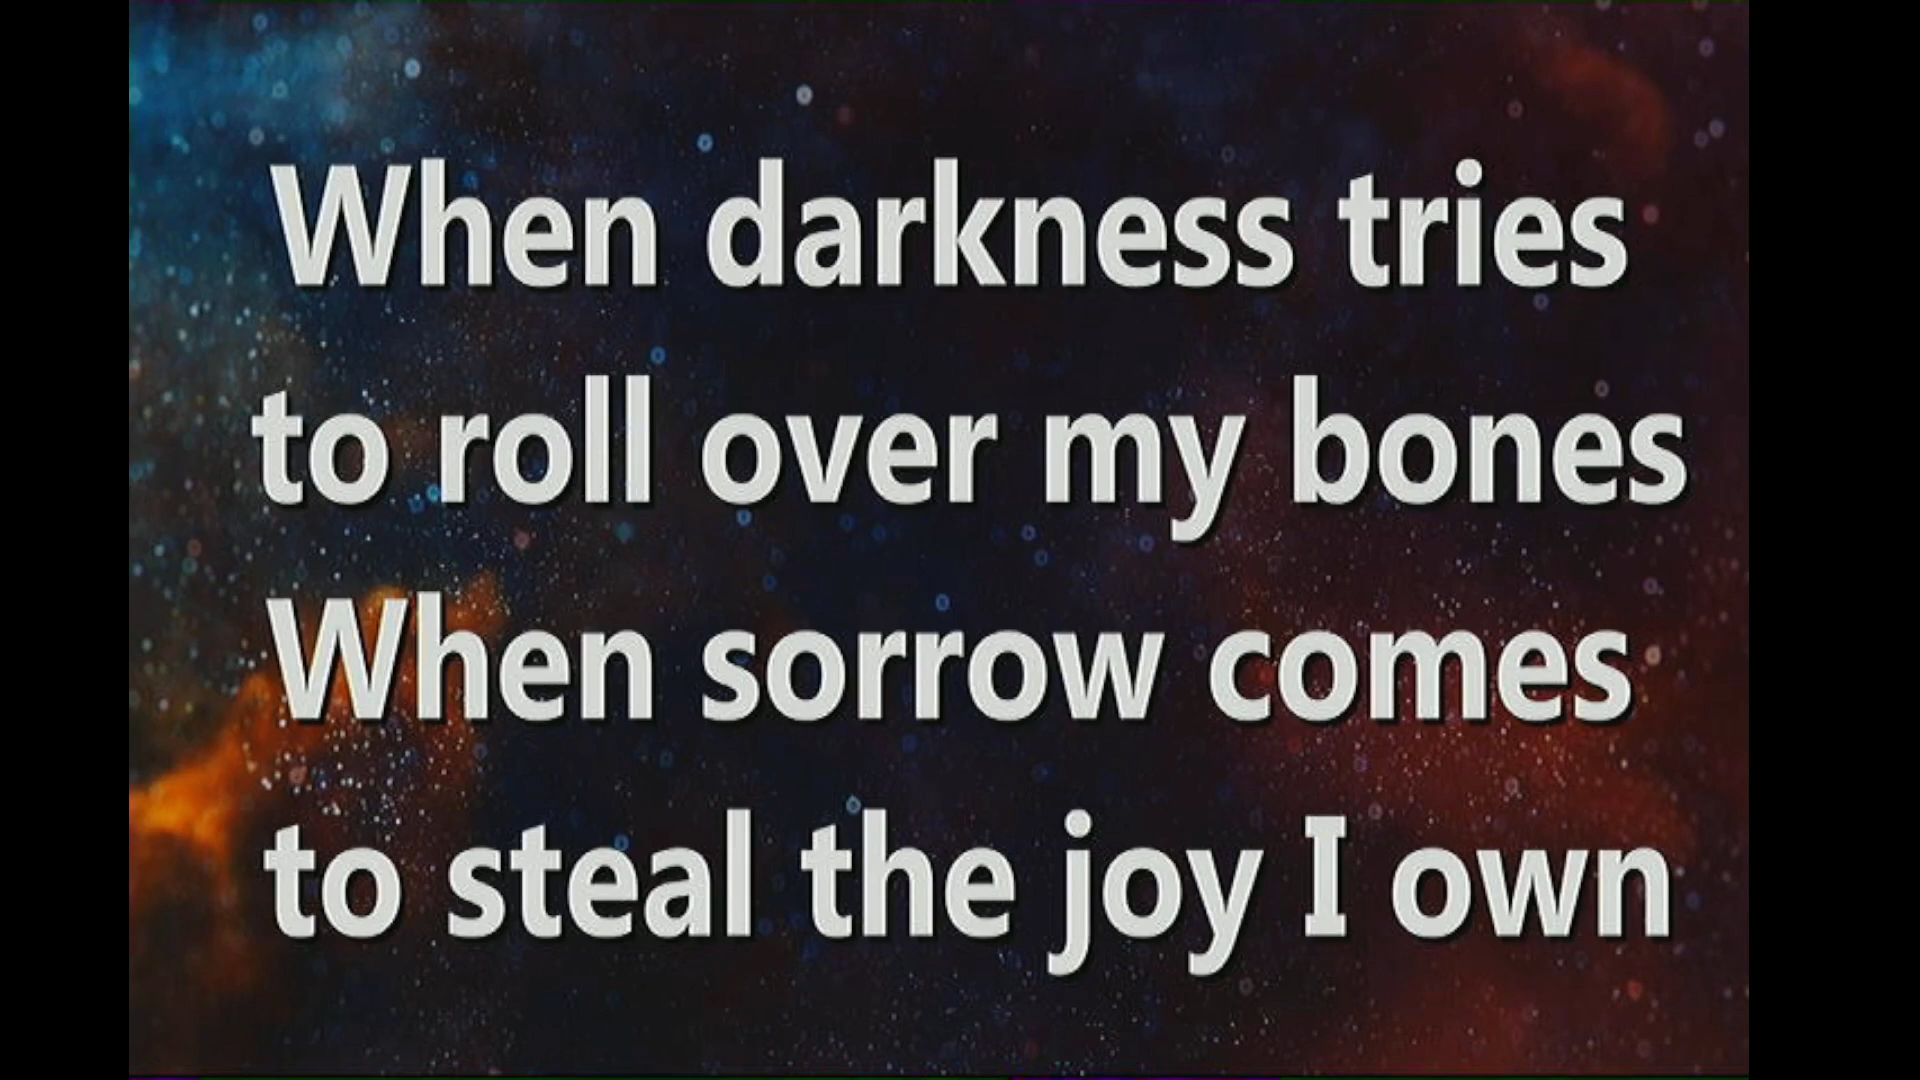 When darkness tries
to roll over my bones
When sorrow comes
to steal the joy I own